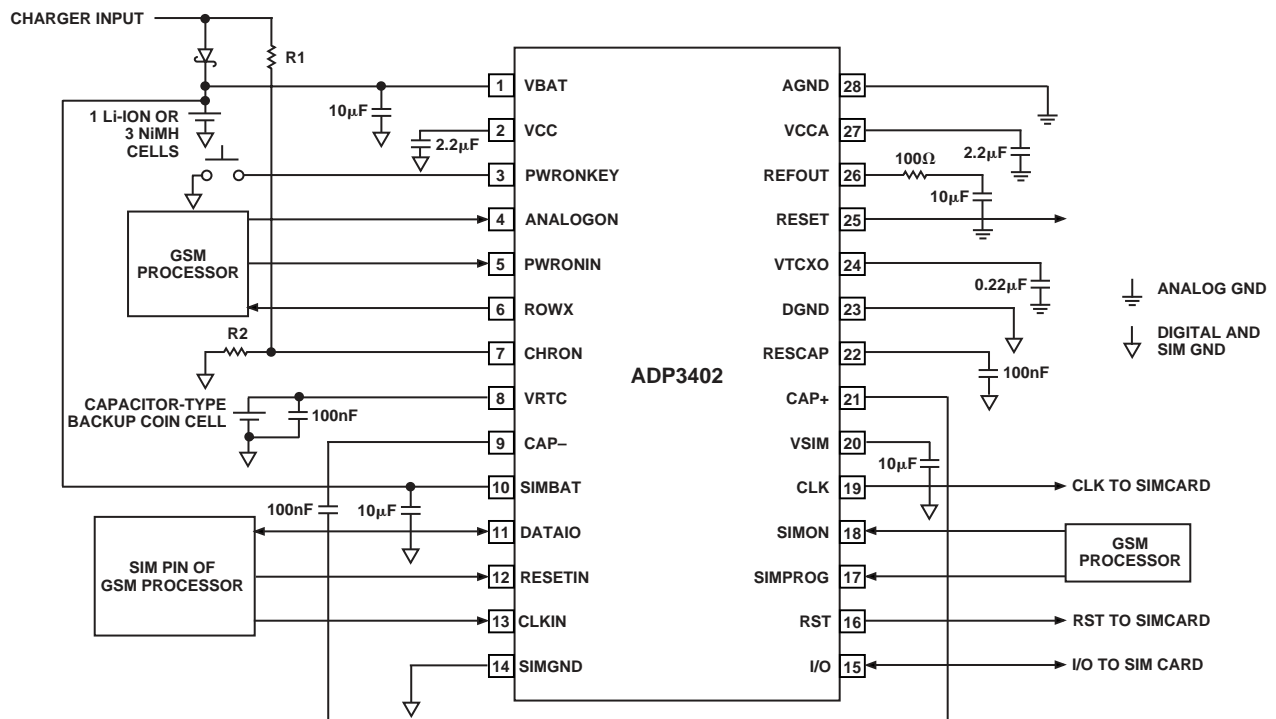 CHARGER INPUT
R1
1 Li-ION OR
3 NiMH
CELLS
10μF
2.2μF
GSM
PROCESSOR
R2
CAPACITOR-TYPE
BACKUP COIN CELL
100nF
100nF
10μF
SIM PIN OF
GSM PROCESSOR
1 VBAT
2 VCC
3 PWRONKEY
4 ANALOGON
5 PWRONIN
6 ROWX
7 CHRON
8 VRTC
9 CAP–
10 SIMBAT
11 DATAIO
12 RESETIN
13 CLKIN
14 SIMGND
ADP3402
AGND 28
VCCA 27
REFOUT 26
RESET 25
VTCXO 24
DGND 23
RESCAP 22
CAP+ 21
VSIM 20
CLK 19
SIMON 18
SIMPROG 17
RST 16
I/O 15
2.2μF
100Ω
10μF
0.22μF
100nF
10μF
CLK TO SIMCARD
GSM
PROCESSOR
RST TO SIMCARD
I/O TO SIM CARD
ANALOG GND
DIGITAL AND
SIM GND